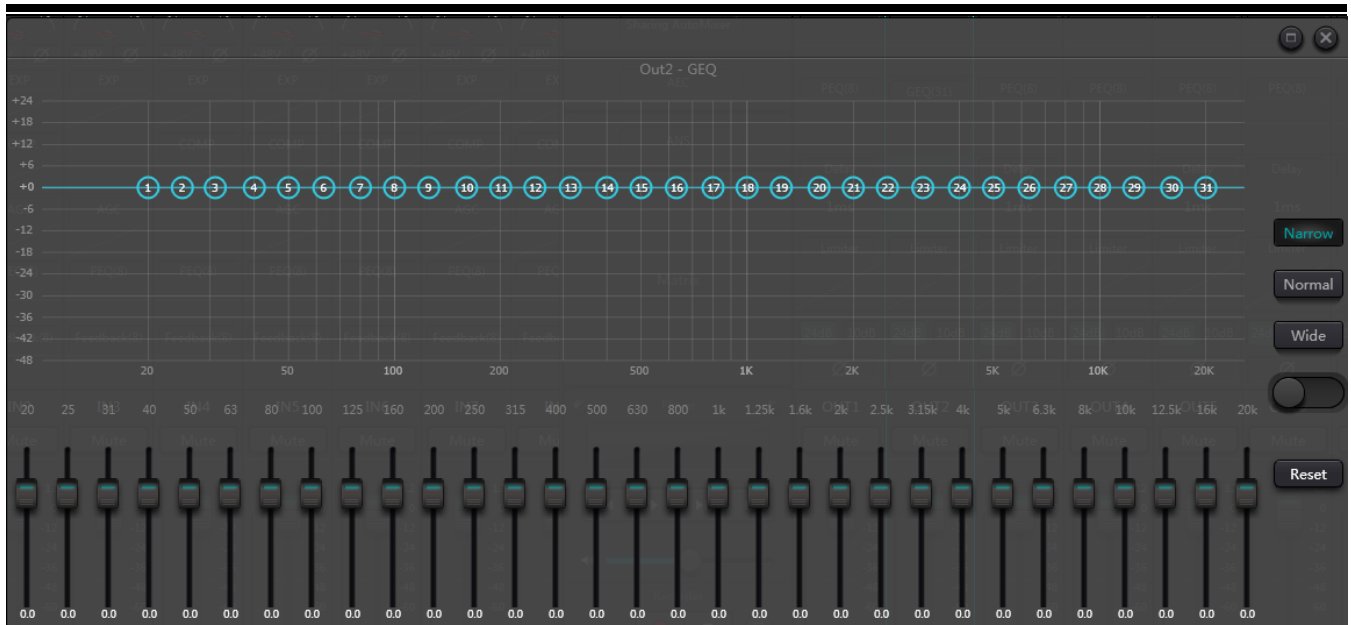 Out2 - GEQ
+24
+18
+12
+6
+0
-6
-12
-18
-24
-30
-36
-42
-48
1 2 3 4 5 6 7 8 9 10 11 12 13 14 15 16 17 18 19 20 21 22 23 24 25 26 27 28 29 30 31
20 50 100 200 500 1K 2K 5K 10K 20K
Narrow
Normal
Wide
20 25 31 40 50 63 80 100 125 160 200 250 315 400 500 630 800 1k 1.25k 1.6k 2k 2.5k 3.15k 4k 5k 6.3k 8k 10k 12.5k 16k 20k
Reset
0.0 0.0 0.0 0.0 0.0 0.0 0.0 0.0 0.0 0.0 0.0 0.0 0.0 0.0 0.0 0.0 0.0 0.0 0.0 0.0 0.0 0.0 0.0 0.0 0.0 0.0 0.0 0.0 0.0 0.0 0.0